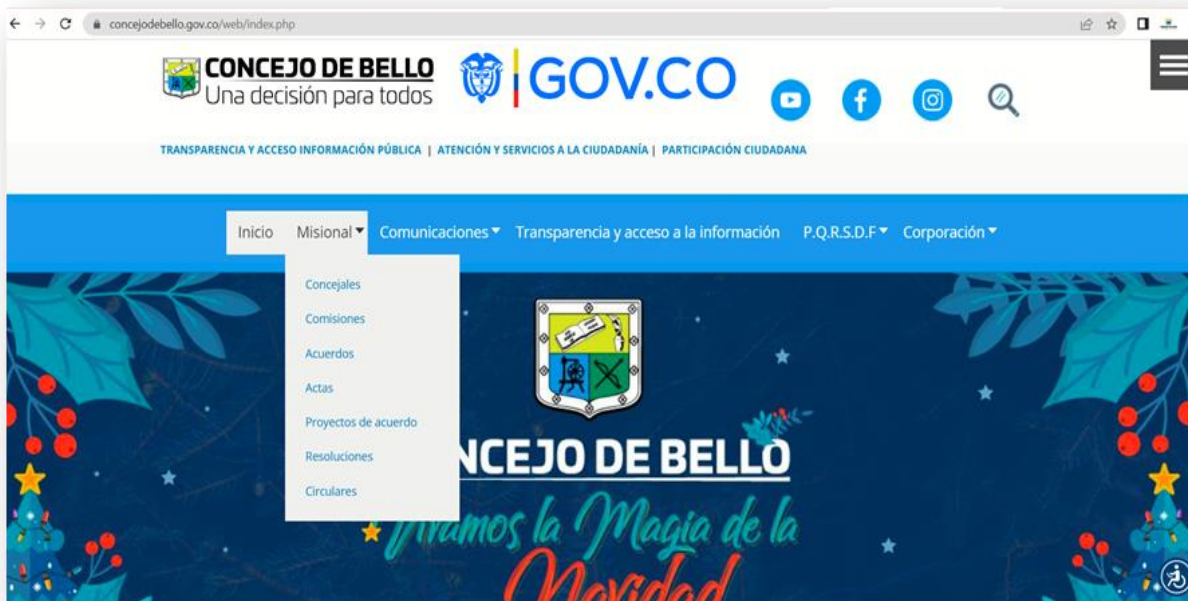 concejodebello.gov.co/web/index.php
CONCEJO DE BELLO
Una decisión para todos
GOV.CO
TRANSPARENCIA Y ACCESO INFORMACIÓN PÚBLICA | ATENCIÓN Y SERVICIOS A LA CIUDADANÍA | PARTICIPACIÓN CIUDADANA
Inicio Misional Comunicaciones Transparencia y acceso a la información P.Q.R.S.D.F Corporación
Concejales
Comisiones
Acuerdos
Actas
Proyectos de acuerdo
Resoluciones
Circulares
NCEJO DE BELLO
amos la Magia de la
Navidad